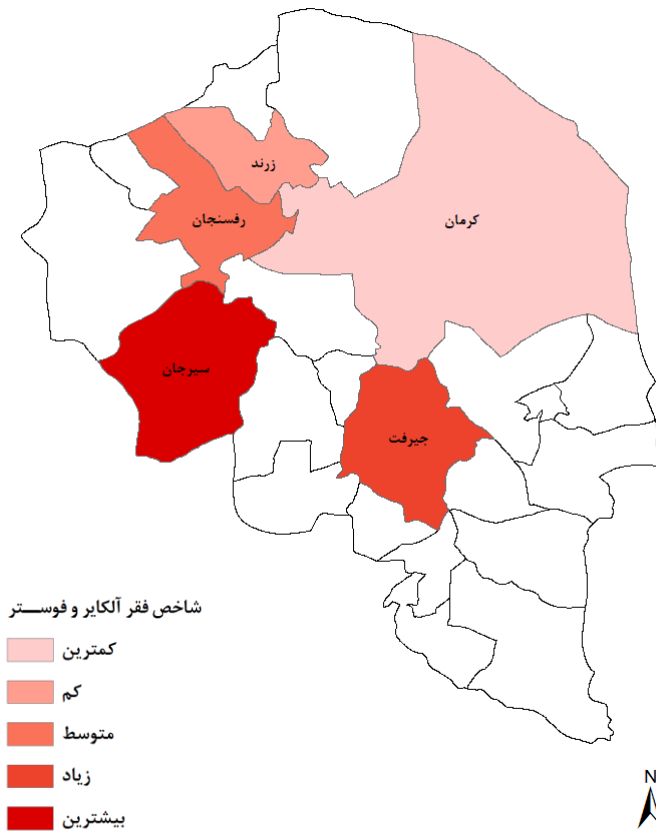 زرند
کرمان
رفسنجان
سیرجان
جیرفت
شاخص فقر آلکایر و فوستر
کمترین
کم
متوسط
زیاد
بیشترین
N